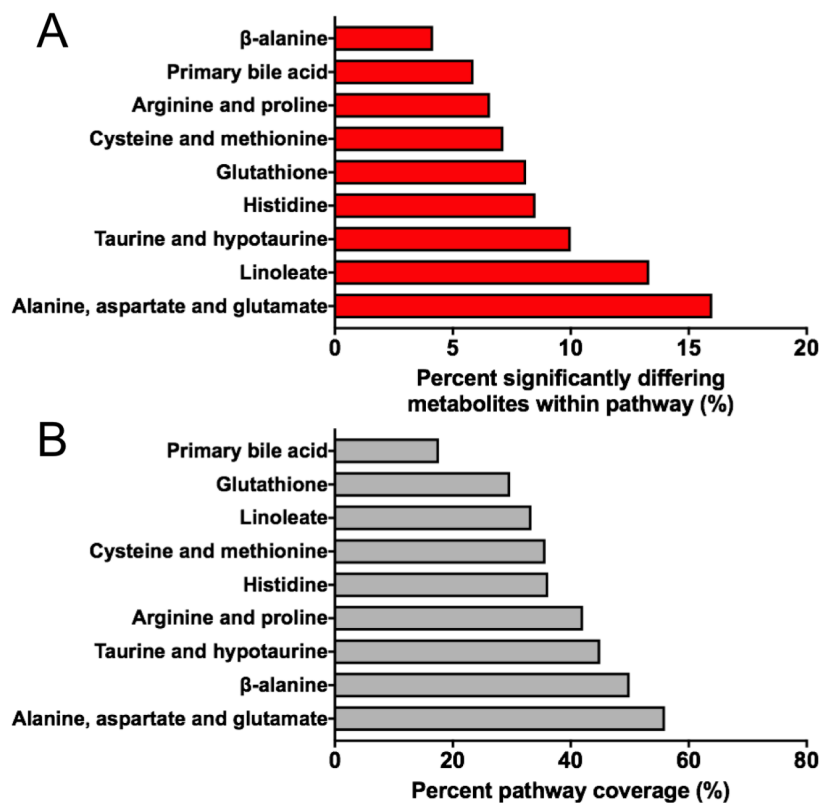 A
β-alanine
Primary bile acid
Arginine and proline
Cysteine and methionine
Glutathione
Histidine
Taurine and hypotaurine
Linoleate
Alanine, aspartate and glutamate
0 5 10 15 20
Percent significantly differing
metabolites within pathway (%)
B
Primary bile acid
Glutathione
Linoleate
Cysteine and methionine
Histidine
Arginine and proline
Taurine and hypotaurine
β-alanine
Alanine, aspartate and glutamate
0 20 40 60 80
Percent pathway coverage (%)